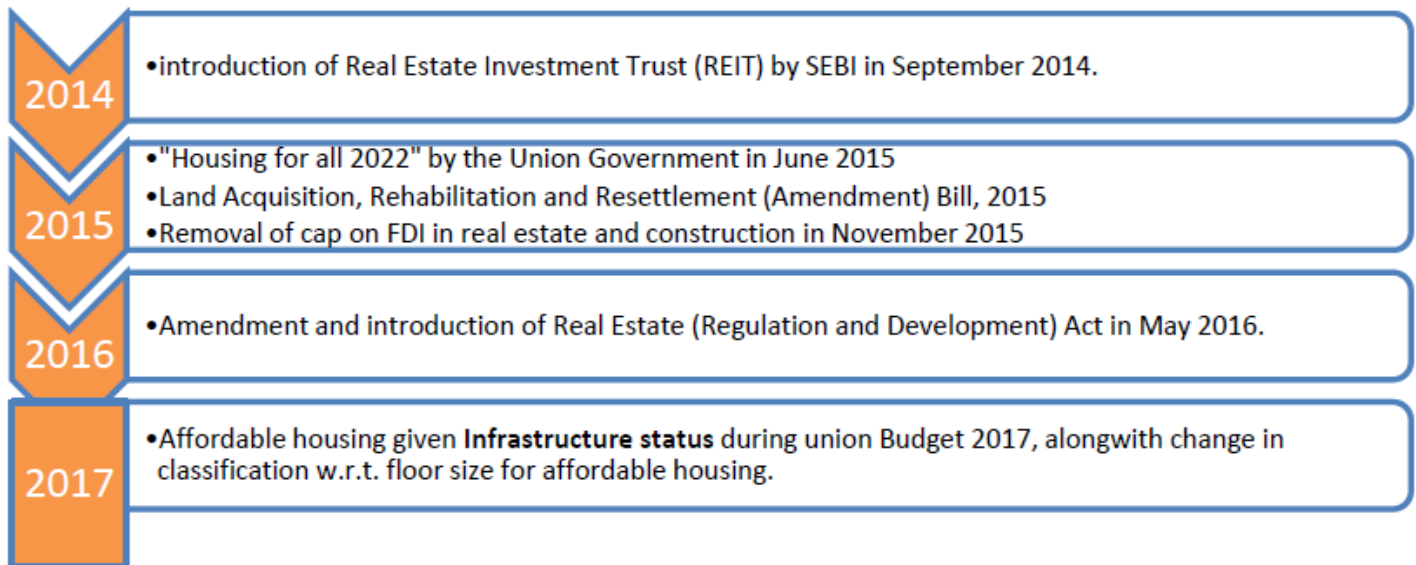 2014
•introduction of Real Estate Investment Trust (REIT) by SEBI in September 2014.
2015
•"Housing for all 2022" by the Union Government in June 2015
•Land Acquisition, Rehabilitation and Resettlement (Amendment) Bill, 2015
•Removal of cap on FDI in real estate and construction in November 2015
2016
•Amendment and introduction of Real Estate (Regulation and Development) Act in May 2016.
2017
•Affordable housing given Infrastructure status during union Budget 2017, alongwith change in
classification w.r.t. floor size for affordable housing.